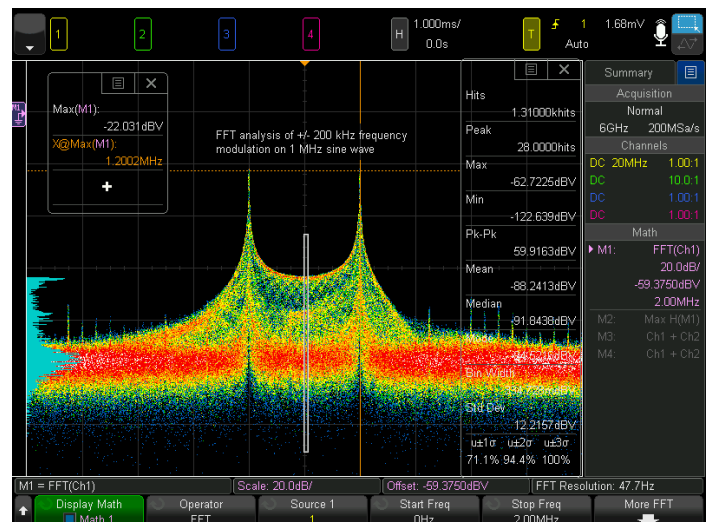 1
2
3
4
H
1.000ms/
0.0s
T
1
Auto
1.68mV
Max(M1):
-22.031dBV
X@Max(M1):
1.2002MHz
M1
FFT analysis of +/- 200 kHz frequency
modulation on 1 MHz sine wave
Hits
1.31000khits
Peak
28.0000hits
Max
-62.7225dBV
Min
-122.639dBV
Pk-Pk
59.9163dBV
Mean
-88.2413dBV
Median
-91.8438dBV
Bin Width
Std Dev
12.2157dBV
u±1σ u±2σ u±3σ
71.1% 94.4% 100%
Summary
Acquisition
Normal
6GHz 200MSa/s
Channels
DC 20MHz 1.00:1
DC 10.0:1
DC 1.00:1
DC 1.00:1
Math
M1: FFT(Ch1)
20.0dB/
-59.3750dBV
2.00MHz
M2: Max H(M1)
M3: Ch1 + Ch2
M4: Ch1 + Ch2
M1 = FFT(Ch1)
Scale: 20.0dB/
Offset: -59.3750dBV
FFT Resolution: 47.7Hz
Display Math
Math 1
Operator
FFT
Source 1
1
Start Freq
0Hz
Stop Freq
2.00MHz
More FFT